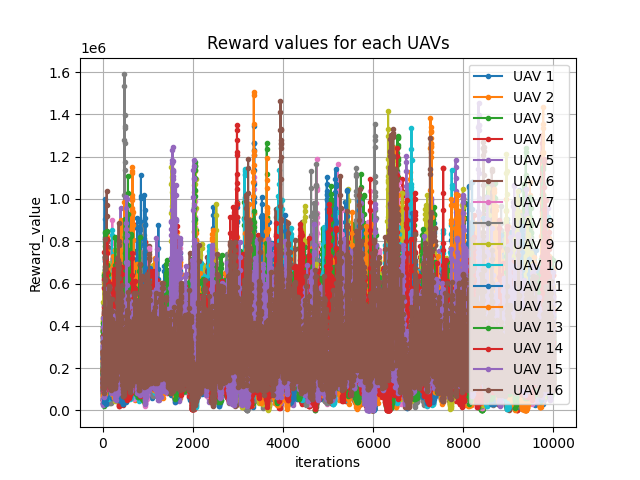 Reward values for each UAVs
1e6
1.6
1.4
1.2
1.0
0.8
0.6
0.4
0.2
0.0
Reward_value
0
2000
4000
6000
8000
10000
iterations
UAV 1
UAV 2
UAV 3
UAV 4
UAV 5
UAV 6
UAV 7
UAV 8
UAV 9
UAV 10
UAV 11
UAV 12
UAV 13
UAV 14
UAV 15
UAV 16